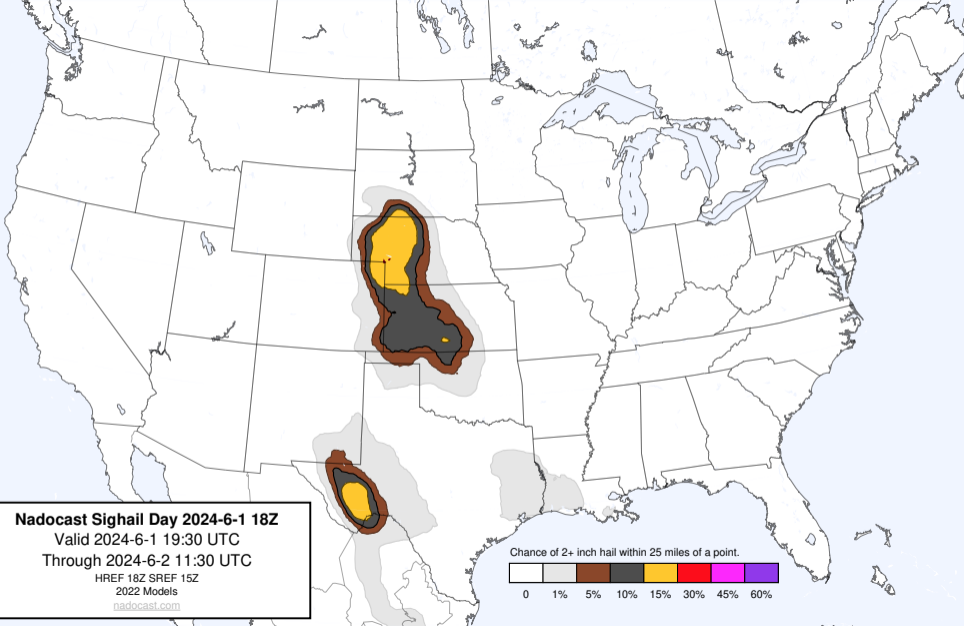 Nadocast Sighail Day 2024-6-1 18Z
Valid 2024-6-1 19:30 UTC
Through 2024-6-2 11:30 UTC
HREF 18Z SREF 15Z
2022 Models
nadocast.com
Chance of 2+ inch hail within 25 miles of a point.
0 1% 5% 10% 15% 30% 45% 60%